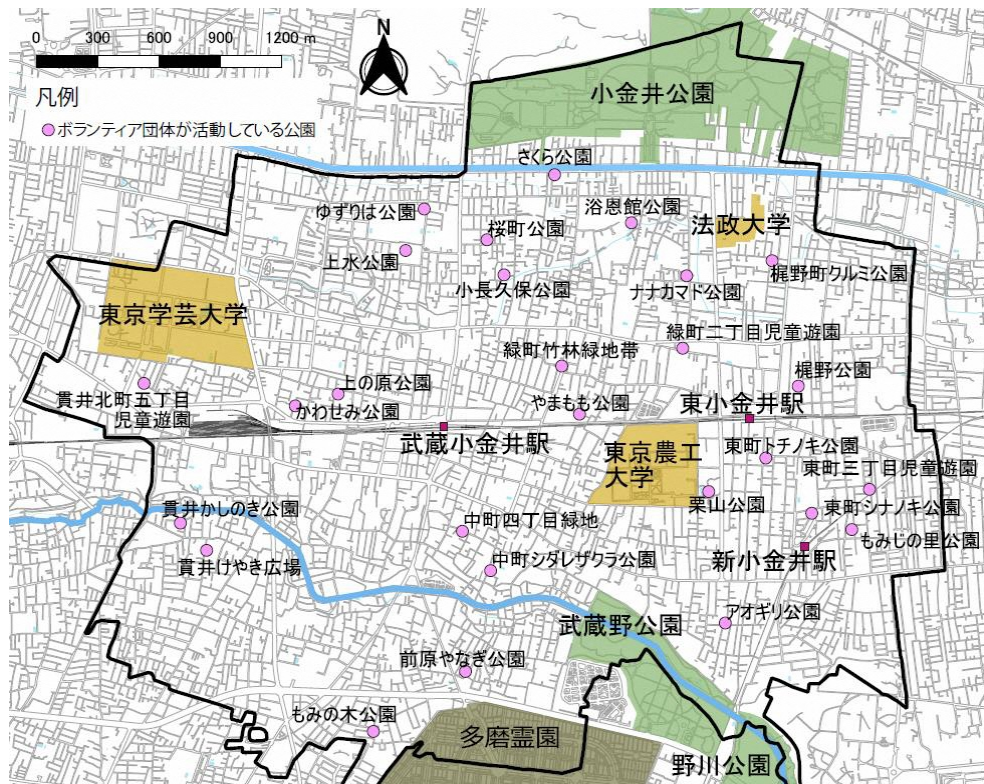 0 300 600 900 1200 m
N
凡例
ボランティア団体が活動している公園
小金井公園
さくら公園
ゆずりは公園
桜町公園
浴恩館公園
法政大学
上水公園
小長久保公園
ナナカマド公園
梶野町クルミ公園
東京学芸大学
緑町二丁目児童遊園
緑町竹林緑地帯
上の原公園
梶野公園
貫井北町五丁目
児童遊園
かわせみ公園
やまもも公園
東小金井駅
武蔵小金井駅
東京農工
大学
東町トチノキ公園
東町三丁目児童遊園
栗山公園
貫井かしのき公園
中町四丁目緑地
東町シナノキ公園
もみじの里公園
貫井けやき広場
中町シダレザクラ公園
新小金井駅
アオギリ公園
武蔵野公園
前原やなぎ公園
もみの木公園
多磨霊園
野川公園